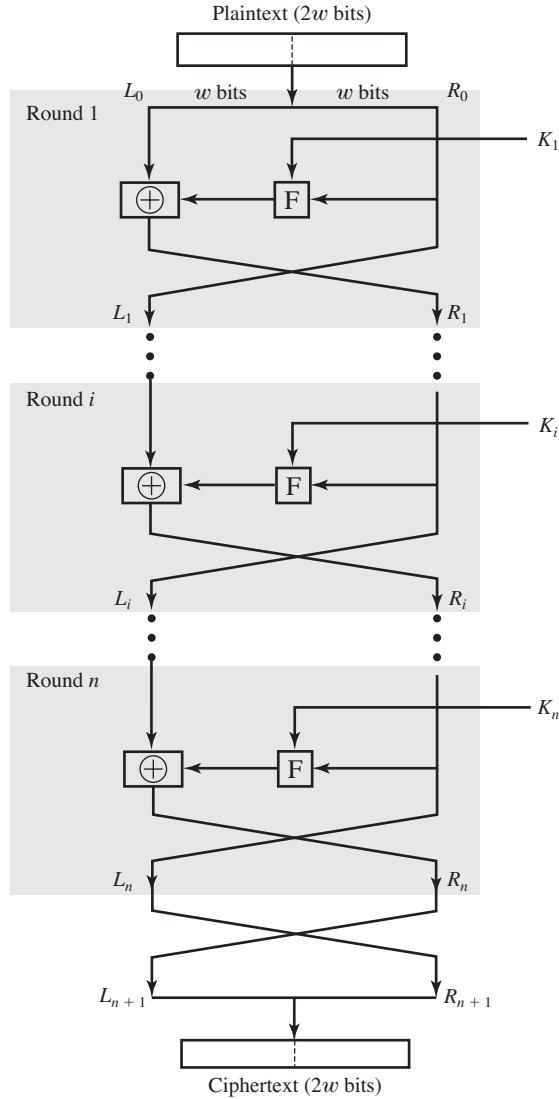 Plaintext (2w bits)
L₀ w bits w bits R₀
Round 1
K₁
F
L₁ R₁
Round i
Kᵢ
F
Lᵢ Rᵢ
Round n
Kₙ
F
Lₙ Rₙ
Lₙ ₊ ₁ Rₙ ₊ ₁
Ciphertext (2w bits)